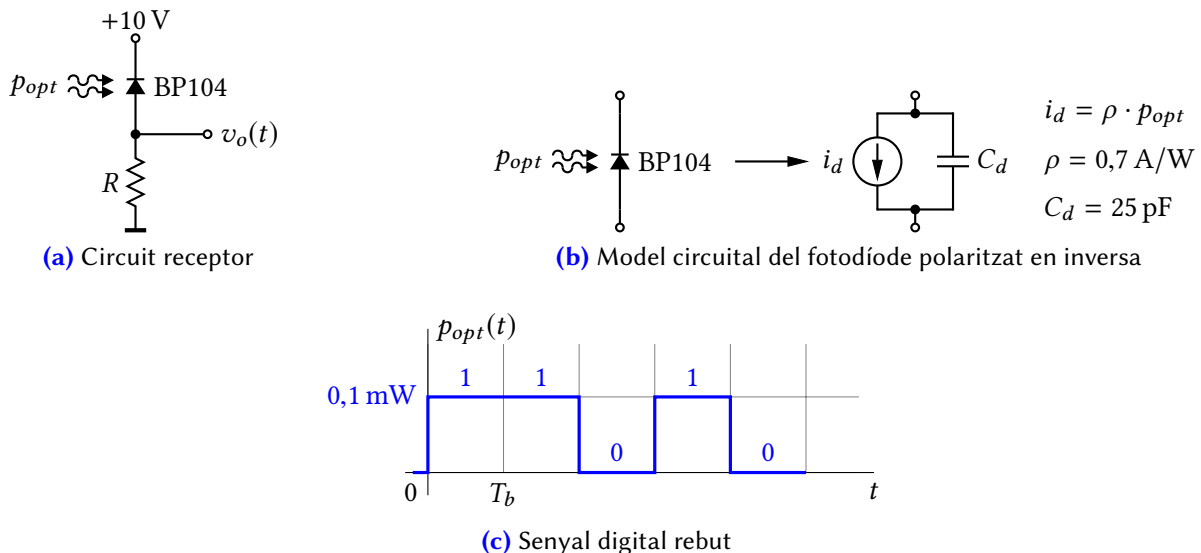 +10 V
p_opt
BP104
v_o(t)
R
(a) Circuit receptor
p_opt
BP104
i_d
C_d
i_d = ρ · p_opt
ρ = 0,7 A/W
C_d = 25 pF
(b) Model circuital del fotodíode polaritzat en inversa
p_opt(t)
0,1 mW
1 1 0 1 0
0 T_b t
(c) Senyal digital rebut